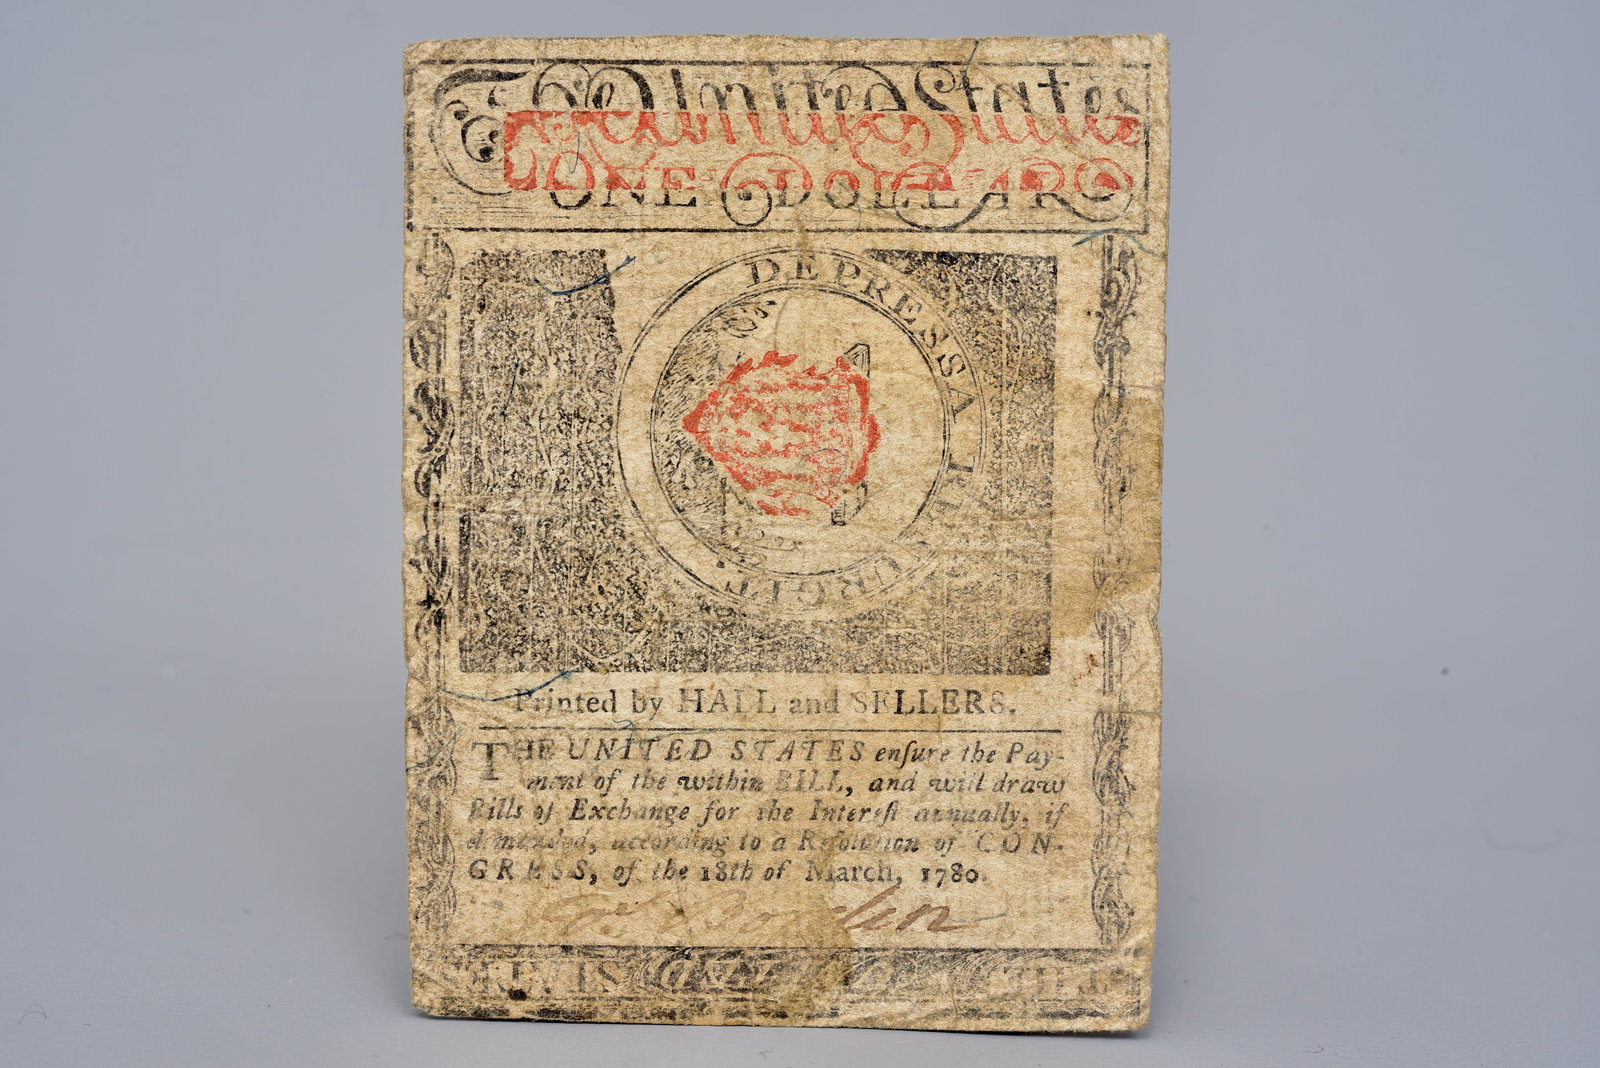 The United States
ONE DOLLAR
DEPRESSA RESURGIT.
Printed by HALL and SELLERS.
THE UNITED STATES enſure the Pay-
ment of the within BILL, and will draw
Bills of Exchange for the Intereſt annually, if
demanded, according to a Reſolution of CON-
GRESS, of the 18th of March, 1780.